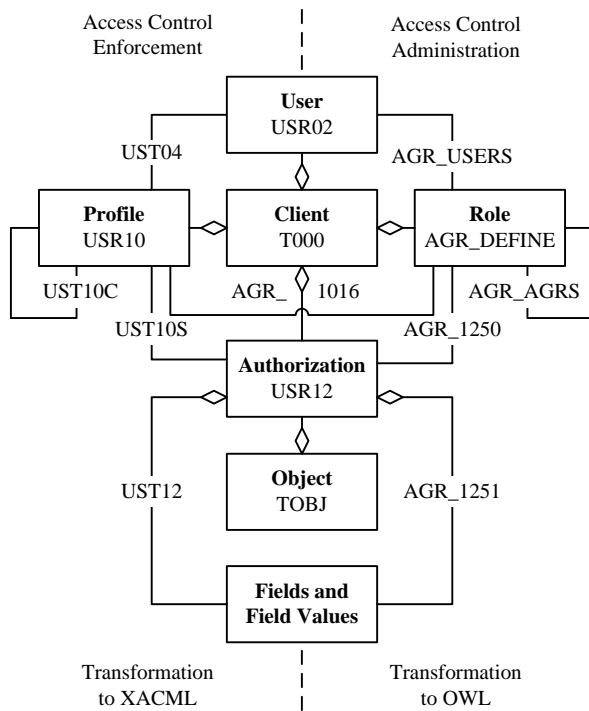 Access Control
Enforcement
Access Control
Administration
User
USR02
UST04
AGR_USERS
Profile
USR10
Client
T000
Role
AGR_DEFINE
UST10C
AGR_ 1016
AGR_AGRS
UST10S
AGR_1250
Authorization
USR12
Object
TOBJ
UST12
AGR_1251
Fields and
Field Values
Transformation
to XACML
Transformation
to OWL